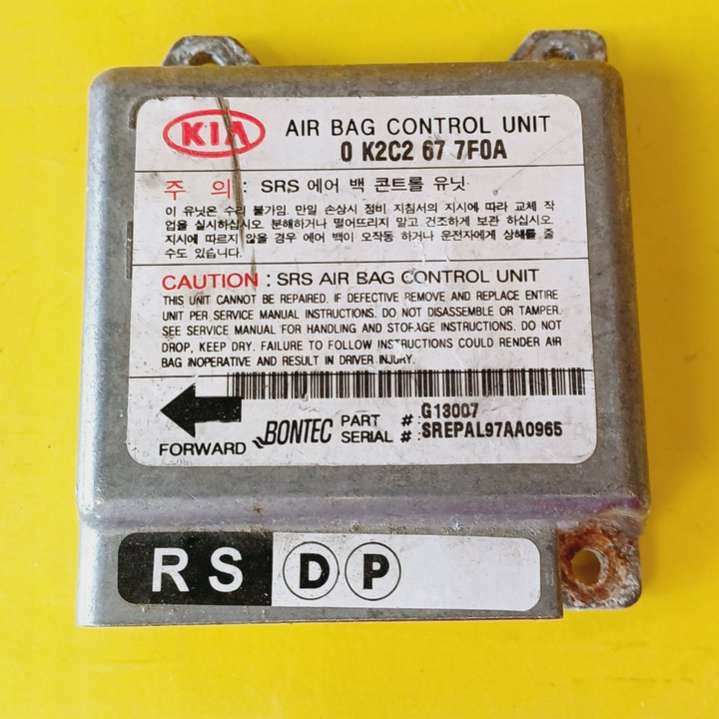 KIA AIR BAG CONTROL UNIT
0 K2C2 67 7F0A
주 의 : SRS 에어 백 콘트롤 유닛
이 유닛은 수리 불가임. 만일 손상시 정비 지침서의 지시에 따라 교체 작
업을 실시하십시오. 분해하거나 떨어뜨리지 말고 건조하게 보관 하십시오.
지시에 따르지 않을 경우 에어 백이 오작동 하거나 운전자에게 상해를 줄
수도 있습니다.
CAUTION : SRS AIR BAG CONTROL UNIT
THIS UNIT CANNOT BE REPAIRED. IF DEFECTIVE REMOVE AND REPLACE ENTIRE
UNIT PER SERVICE MANUAL INSTRUCTIONS. DO NOT DISASSEMBLE OR TAMPER.
SEE SERVICE MANUAL FOR HANDLING AND STORAGE INSTRUCTIONS. DO NOT
DROP, KEEP DRY. FAILURE TO FOLLOW INSTRUCTIONS COULD RENDER AIR
BAG INOPERATIVE AND RESULT IN DRIVER INJURY.
FORWARD BONTEC PART # : G13007
SERIAL # : SREPAL97AA0965
RS D P